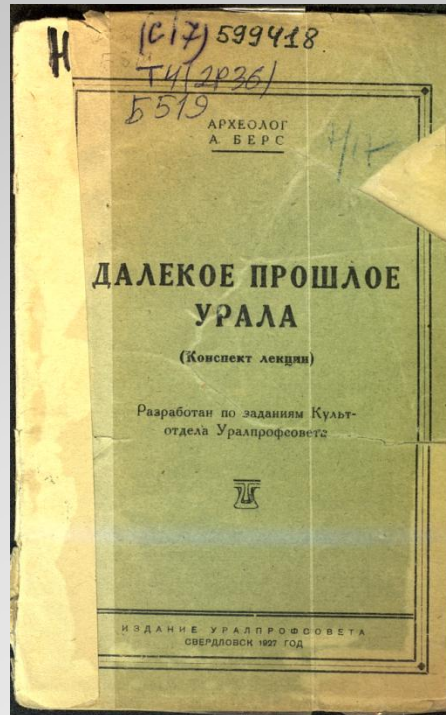 Н
(С17) 599418
Т4(2Р36)
Б519
АРХЕОЛОГ
А. БЕРС
ДАЛЕКОЕ ПРОШЛОЕ
УРАЛА
(Конспект лекции)
Разработан по заданиям Культ-
отдела Уралпрофсовета
ИЗДАНИЕ УРАЛПРОФСОВЕТА
СВЕРДЛОВСК 1927 ГОД